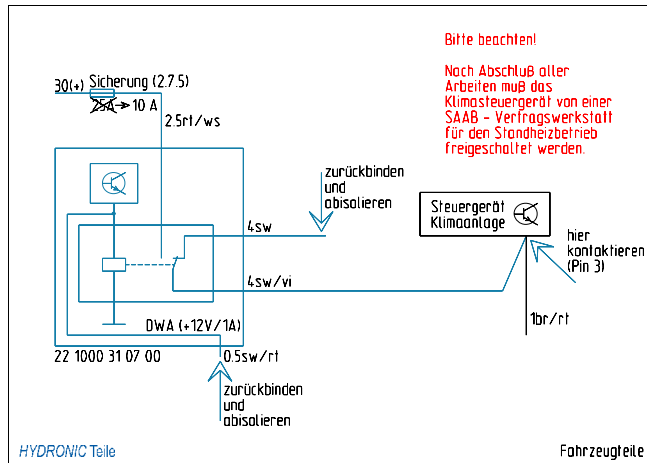 Bitte beachten!
Nach Abschluß aller
Arbeiten muß das
Klimasteuergerät von einer
SAAB - Vertragswerkstatt
für den Standheizbetrieb
freigeschaltet werden.
30(+) Sicherung (2.7.5)
25A → 10 A
2.5rt/ws
zurückbinden
und
abisolieren
4sw
Steuergerät
Klimaanlage
hier
kontaktieren
(Pin 3)
4sw/vi
1br/rt
DWA (+12V/1A)
22 1000 31 07 00
0.5sw/rt
zurückbinden
und
abisolieren
HYDRONIC Teile
Fahrzeugteile